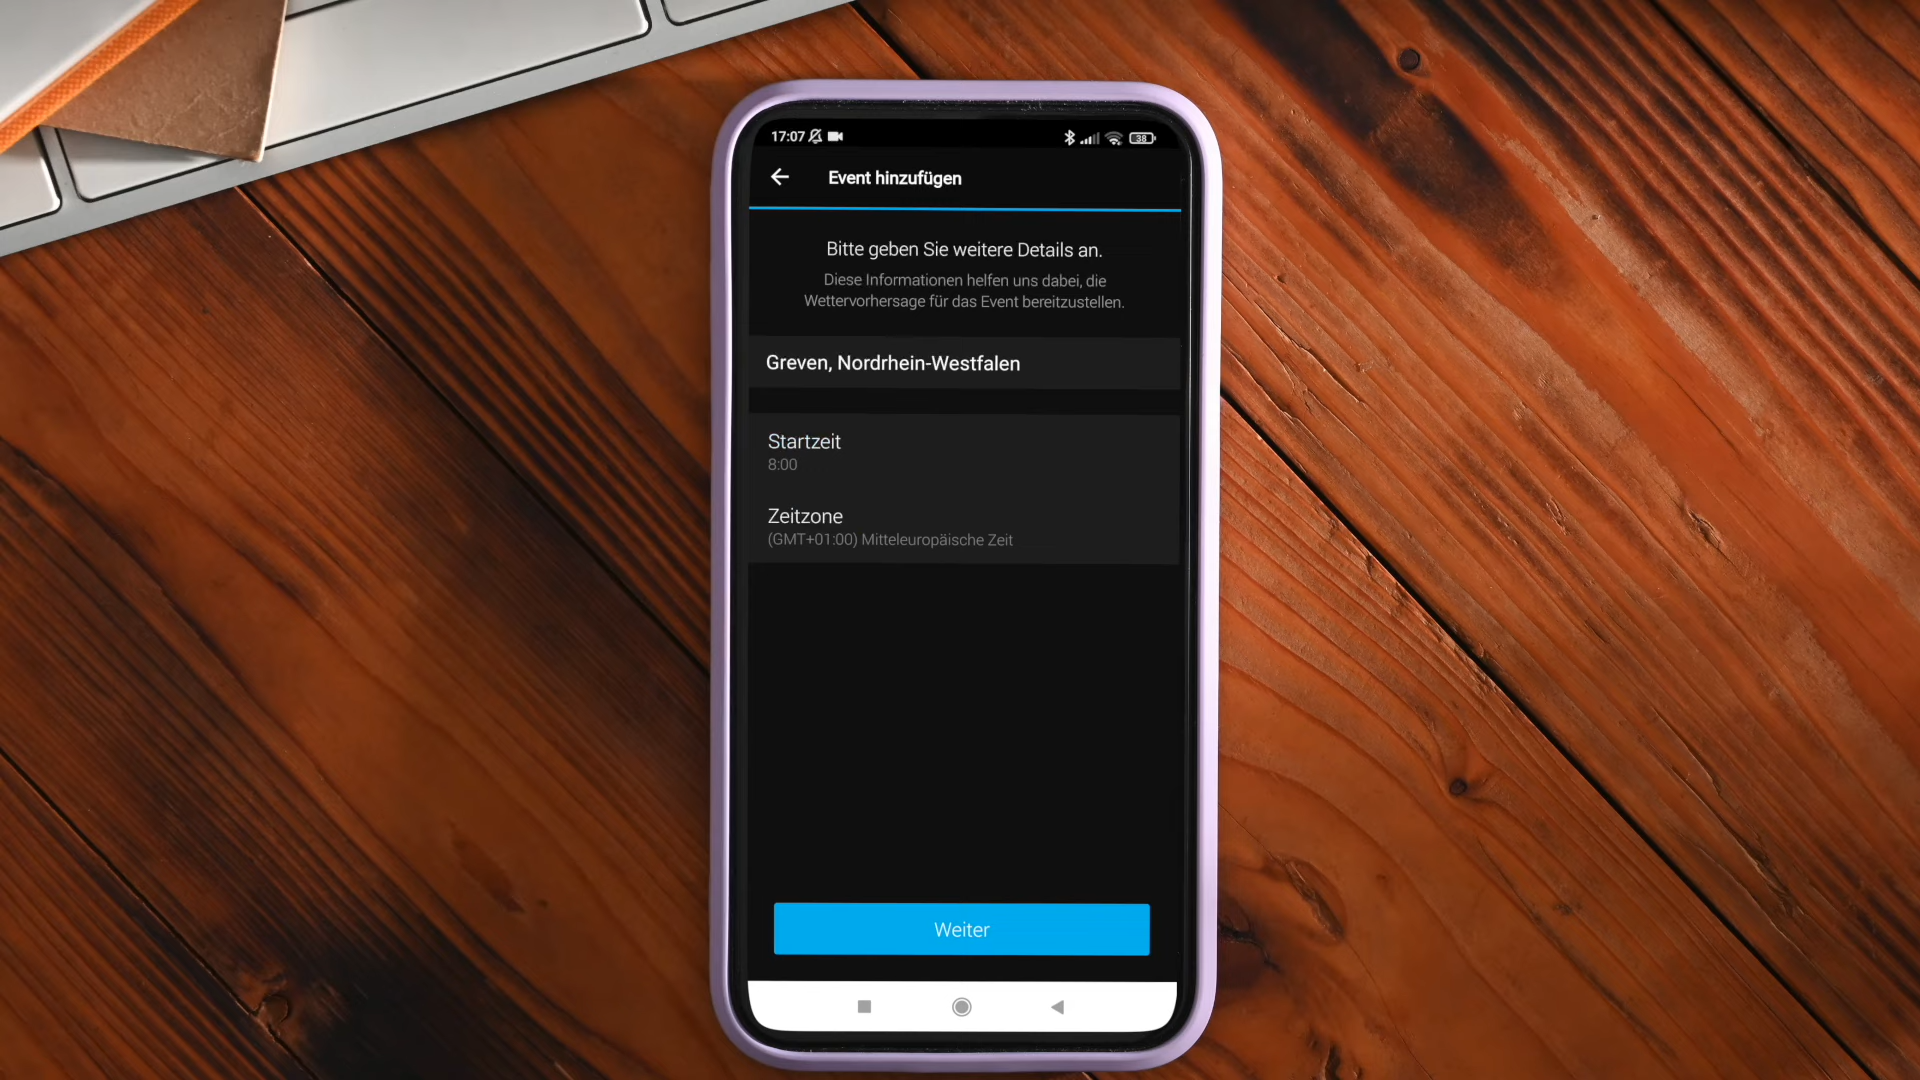 17:07
38
Event hinzufügen
Bitte geben Sie weitere Details an.
Diese Informationen helfen uns dabei, die
Wettervorhersage für das Event bereitzustellen.
Greven, Nordrhein-Westfalen
Startzeit
8:00
Zeitzone
(GMT+01:00) Mitteleuropäische Zeit
Weiter